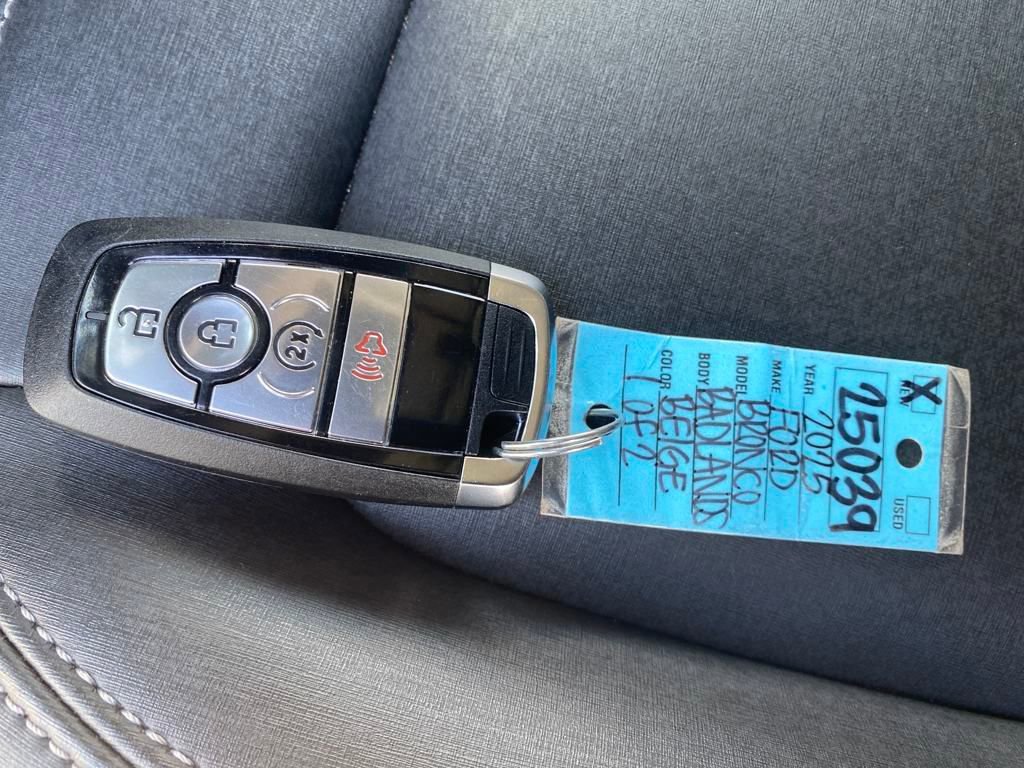 X NEW USED
25039
YEAR 2025
MAKE FORD
MODEL BRONCO
BODY BADLANDS
COLOR BEIGE
1 OF 2
2x